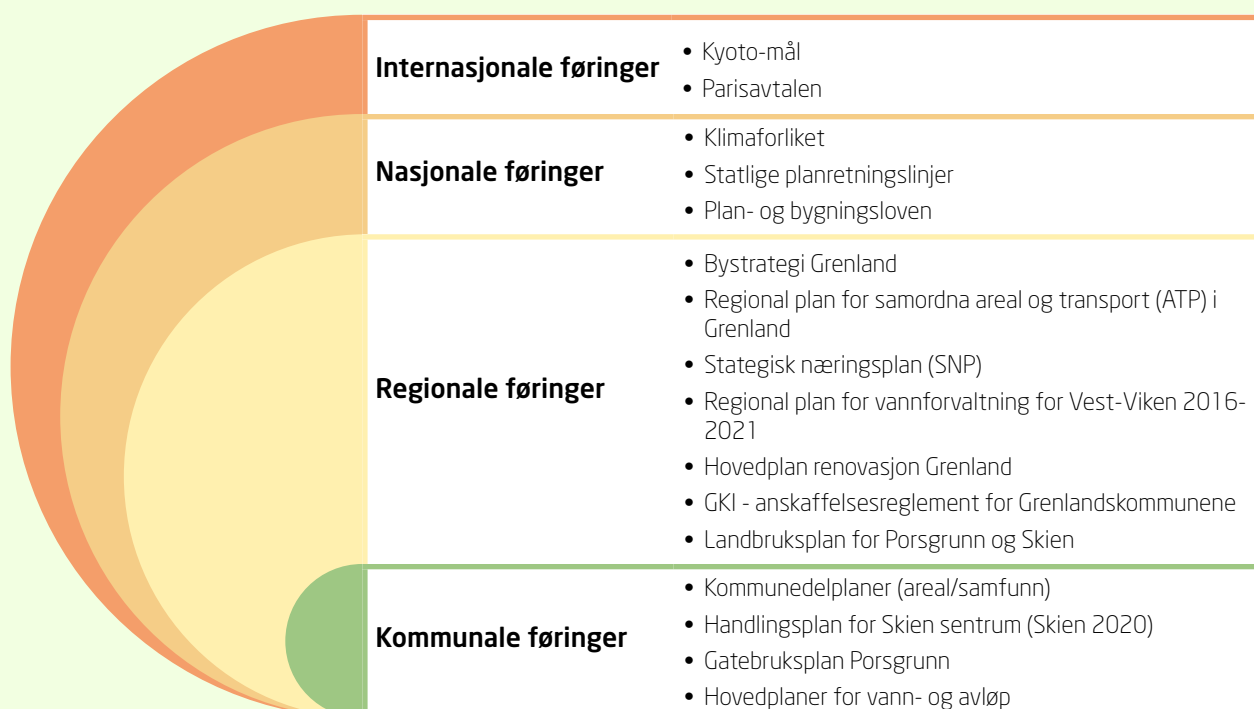 Internasjonale føringer
• Kyoto-mål
• Parisavtalen
Nasjonale føringer
• Klimaforliket
• Statlige planretningslinjer
• Plan- og bygningsloven
Regionale føringer
• Bystrategi Grenland
• Regional plan for samordna areal og transport (ATP) i
Grenland
• Stategisk næringsplan (SNP)
• Regional plan for vannforvaltning for Vest-Viken 2016-
2021
• Hovedplan renovasjon Grenland
• GKI - anskaffelsesreglement for Grenlandskommunene
• Landbruksplan for Porsgrunn og Skien
Kommunale føringer
• Kommunedelplaner (areal/samfunn)
• Handlingsplan for Skien sentrum (Skien 2020)
• Gatebruksplan Porsgrunn
• Hovedplaner for vann- og avløp